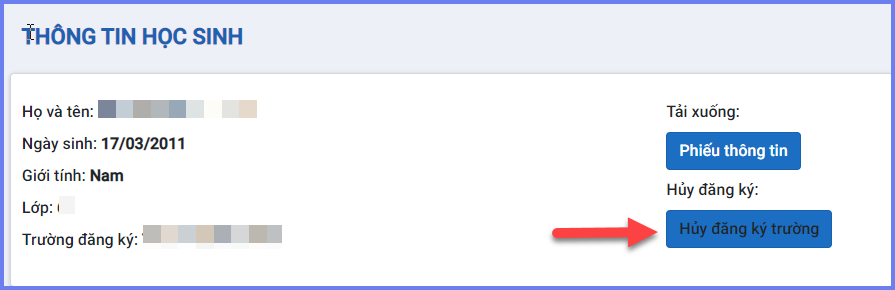 THÔNG TIN HỌC SINH
Họ và tên:
Ngày sinh: 17/03/2011
Giới tính: Nam
Lớp:
Trường đăng ký:
Tải xuống:
Phiếu thông tin
Hủy đăng ký:
Hủy đăng ký trường